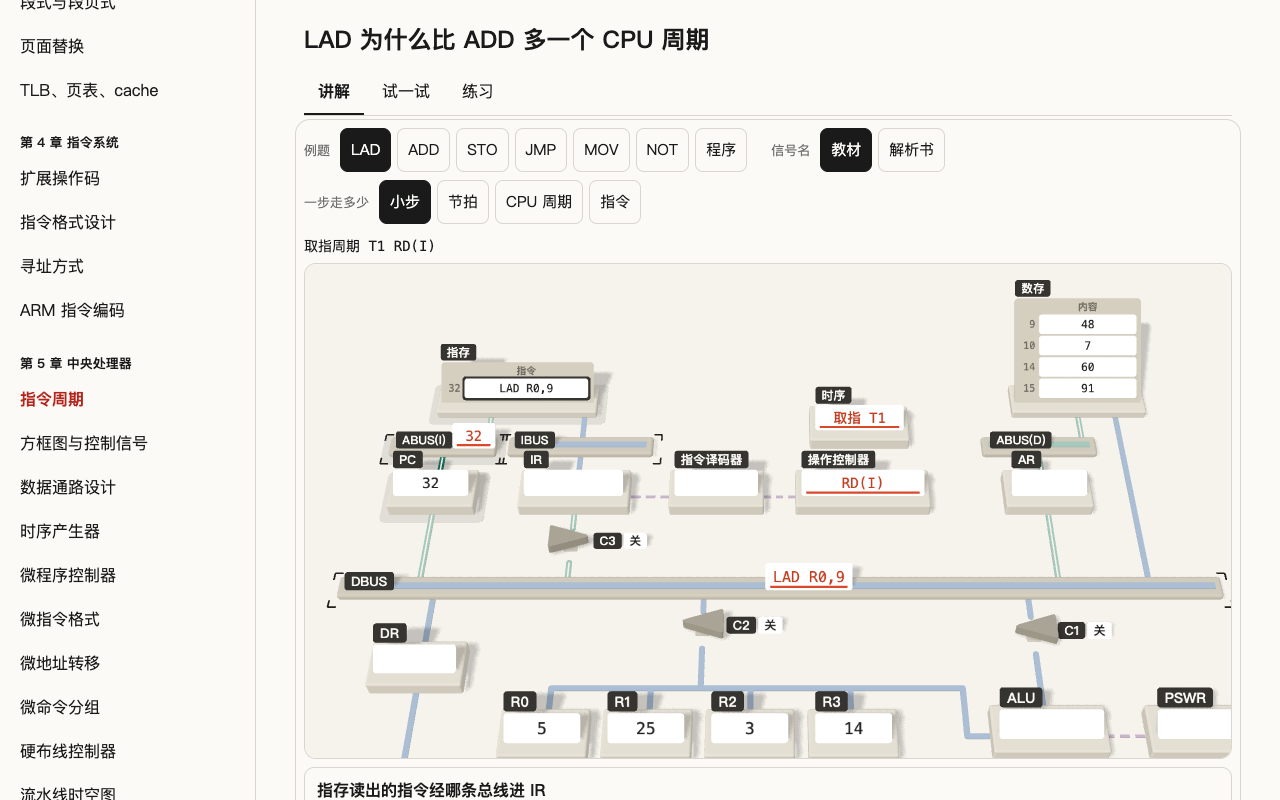 段式与段页式
页面替换
TLB、页表、cache
第 4 章 指令系统
扩展操作码
指令格式设计
寻址方式
ARM 指令编码
第 5 章 中央处理器
指令周期
方框图与控制信号
数据通路设计
时序产生器
微程序控制器
微指令格式
微地址转移
微命令分组
硬布线控制器
流水线时空图
LAD 为什么比 ADD 多一个 CPU 周期
讲解 试一试 练习
例题 LAD ADD STO JMP MOV NOT 程序 信号名 教材 解析书
一步走多少 小步 节拍 CPU 周期 指令
取指周期 T1 RD(I)
数存
内容
9 48
10 7
14 60
15 91
指存
指令
32 LAD R0,9
时序
取指 T1
ABUS(I) 32 IBUS ABUS(D)
PC IR 指令译码器 操作控制器 AR
32 RD(I)
C3 关
DBUS LAD R0,9
C2 关 C1 关
DR
R0 R1 R2 R3 ALU PSWR
5 25 3 14
指存读出的指令经哪条总线进 IR